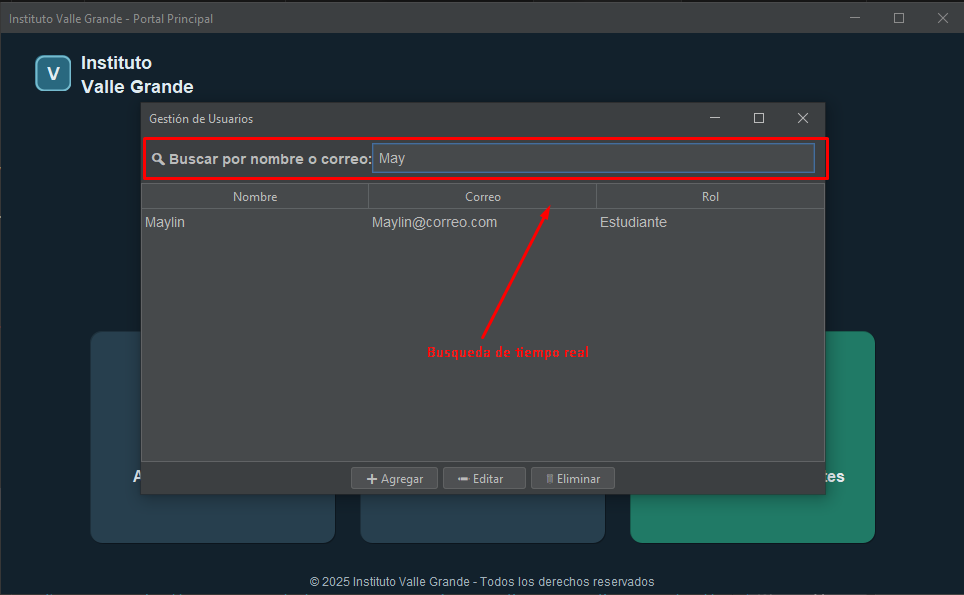 Instituto Valle Grande - Portal Principal
V
Instituto
Valle Grande
Gestión de Usuarios
Buscar por nombre o correo:
May
Nombre Correo Rol
Maylin Maylin@correo.com Estudiante
Busqueda de tiempo real
A
tes
Agregar Editar Eliminar
© 2025 Instituto Valle Grande - Todos los derechos reservados